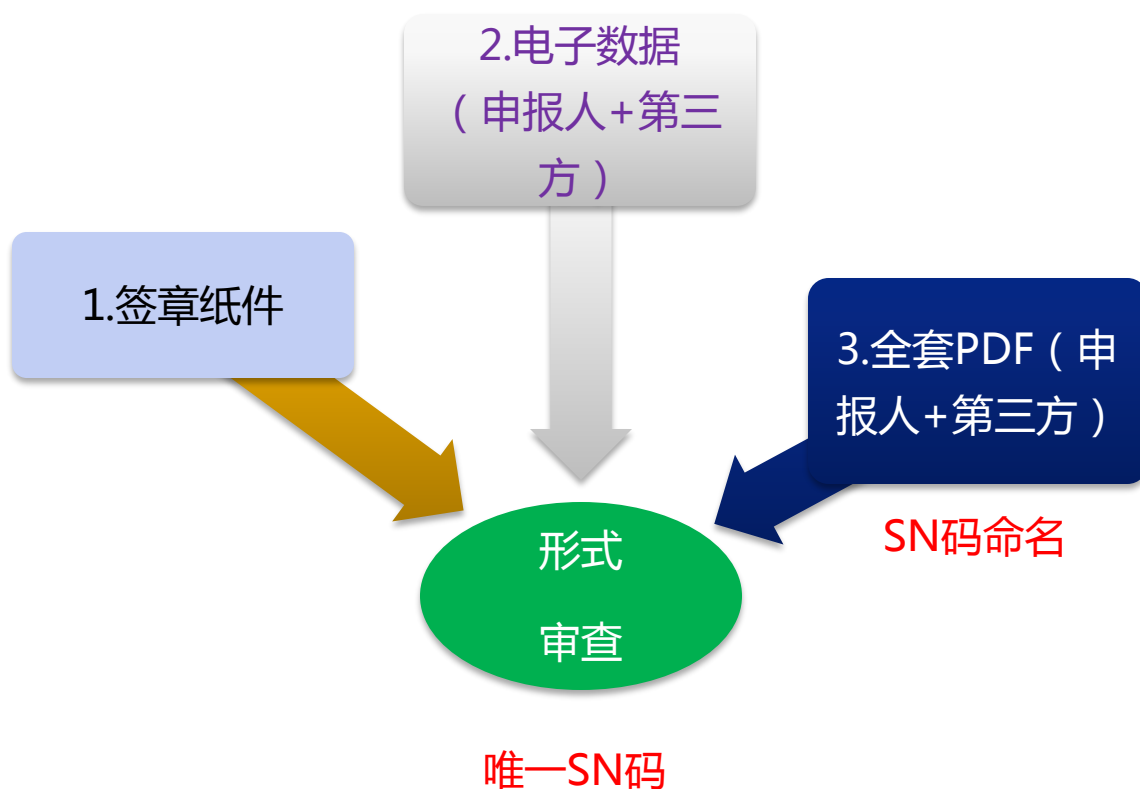 2.电子数据
（申报人+第三
方）
1.签章纸件
3.全套PDF（申
报人+第三方）
SN码命名
形式
审查
唯一SN码